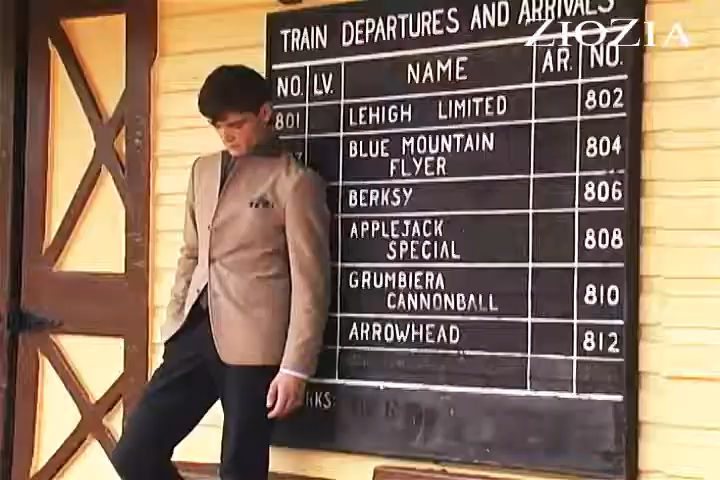 ZIOZIA
TRAIN DEPARTURES AND ARRIVALS
NO. LV. NAME AR. NO.
801 LEHIGH LIMITED 802
BLUE MOUNTAIN
FLYER 804
BERKSY 806
APPLEJACK
SPECIAL 808
GRUMBIERA
CANNONBALL 810
ARROWHEAD 812
RKS: